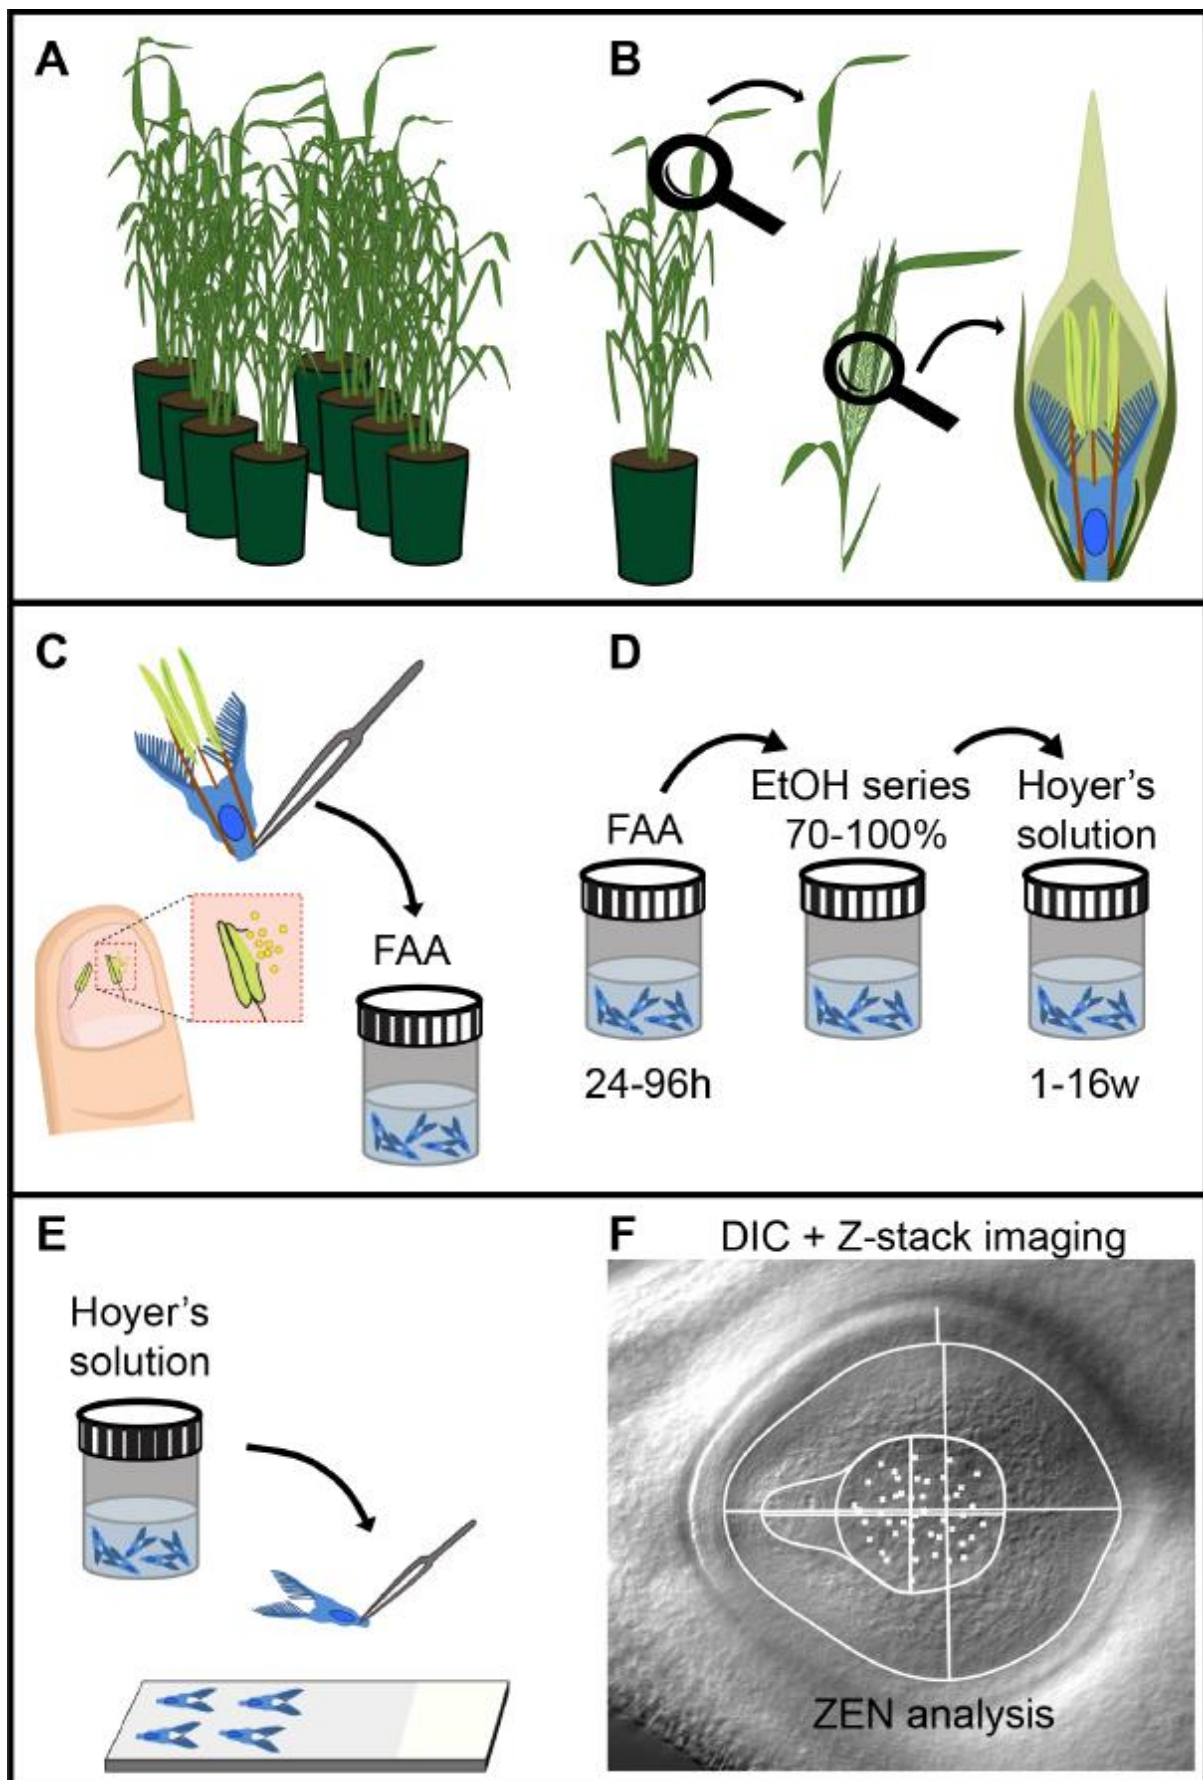 A
B
C
FAA
D
FAA
EtOH series
70-100%
Hoyer's
solution
24-96h
1-16w
E
Hoyer's
solution
F
DIC + Z-stack imaging
ZEN analysis